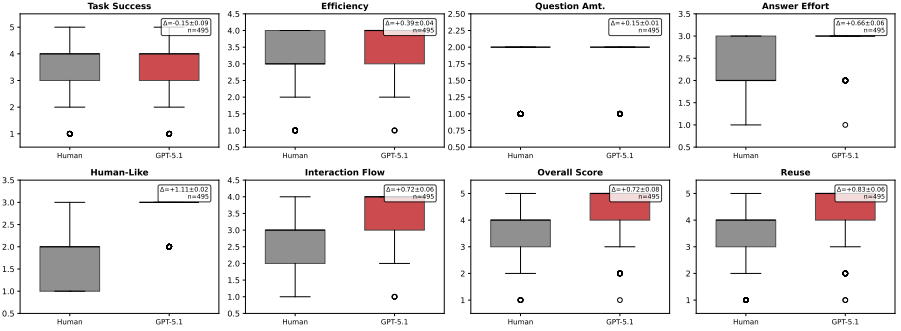 Task Success
Δ=-0.15±0.09
n=495
5
4
3
2
1
Human
GPT-5.1
Efficiency
Δ=+0.39±0.04
n=495
4.5
4.0
3.5
3.0
2.5
2.0
1.5
1.0
0.5
Human
GPT-5.1
Question Amt.
Δ=+0.15±0.01
n=495
2.50
2.25
2.00
1.75
1.50
1.25
1.00
0.75
0.50
Human
GPT-5.1
Answer Effort
Δ=+0.66±0.06
n=495
3.5
3.0
2.5
2.0
1.5
1.0
0.5
Human
GPT-5.1
Human-Like
Δ=+1.11±0.02
n=495
3.5
3.0
2.5
2.0
1.5
1.0
0.5
Human
GPT-5.1
Interaction Flow
Δ=+0.72±0.06
n=495
4.5
4.0
3.5
3.0
2.5
2.0
1.5
1.0
0.5
Human
GPT-5.1
Overall Score
Δ=+0.72±0.08
n=495
5
4
3
2
1
Human
GPT-5.1
Reuse
Δ=+0.83±0.06
n=495
5
4
3
2
1
Human
GPT-5.1